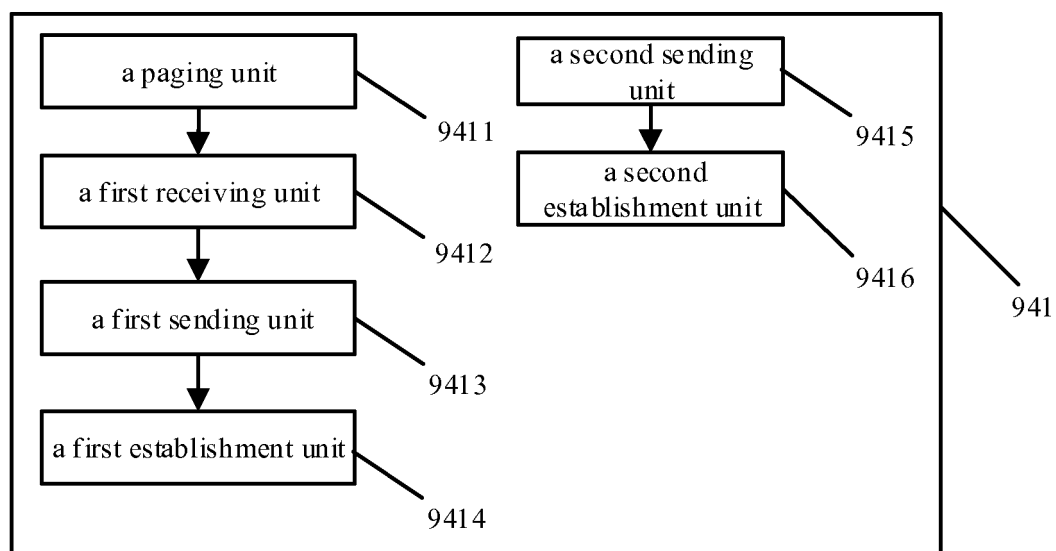 a paging unit
9411
a first receiving unit
9412
a first sending unit
9413
a first establishment unit
9414
a second sending
unit
9415
a second
establishment unit
9416
941